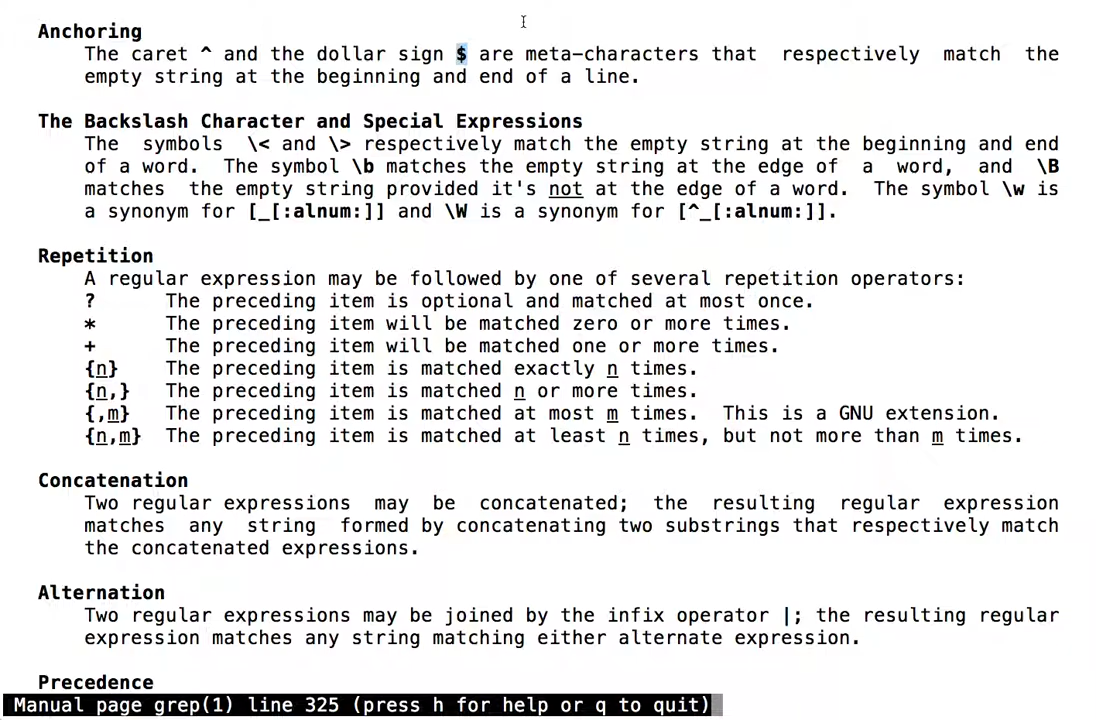 Anchoring
The caret ^ and the dollar sign $ are meta-characters that respectively match the
empty string at the beginning and end of a line.
The Backslash Character and Special Expressions
The symbols \< and \> respectively match the empty string at the beginning and end
of a word. The symbol \b matches the empty string at the edge of a word, and \B
matches the empty string provided it's not at the edge of a word. The symbol \w is
a synonym for [_[:alnum:]] and \W is a synonym for [^_[:alnum:]].
Repetition
A regular expression may be followed by one of several repetition operators:
? The preceding item is optional and matched at most once.
* The preceding item will be matched zero or more times.
+ The preceding item will be matched one or more times.
{n} The preceding item is matched exactly n times.
{n,} The preceding item is matched n or more times.
{,m} The preceding item is matched at most m times. This is a GNU extension.
{n,m} The preceding item is matched at least n times, but not more than m times.
Concatenation
Two regular expressions may be concatenated; the resulting regular expression
matches any string formed by concatenating two substrings that respectively match
the concatenated expressions.
Alternation
Two regular expressions may be joined by the infix operator |; the resulting regular
expression matches any string matching either alternate expression.
Precedence
Manual page grep(1) line 325 (press h for help or q to quit)